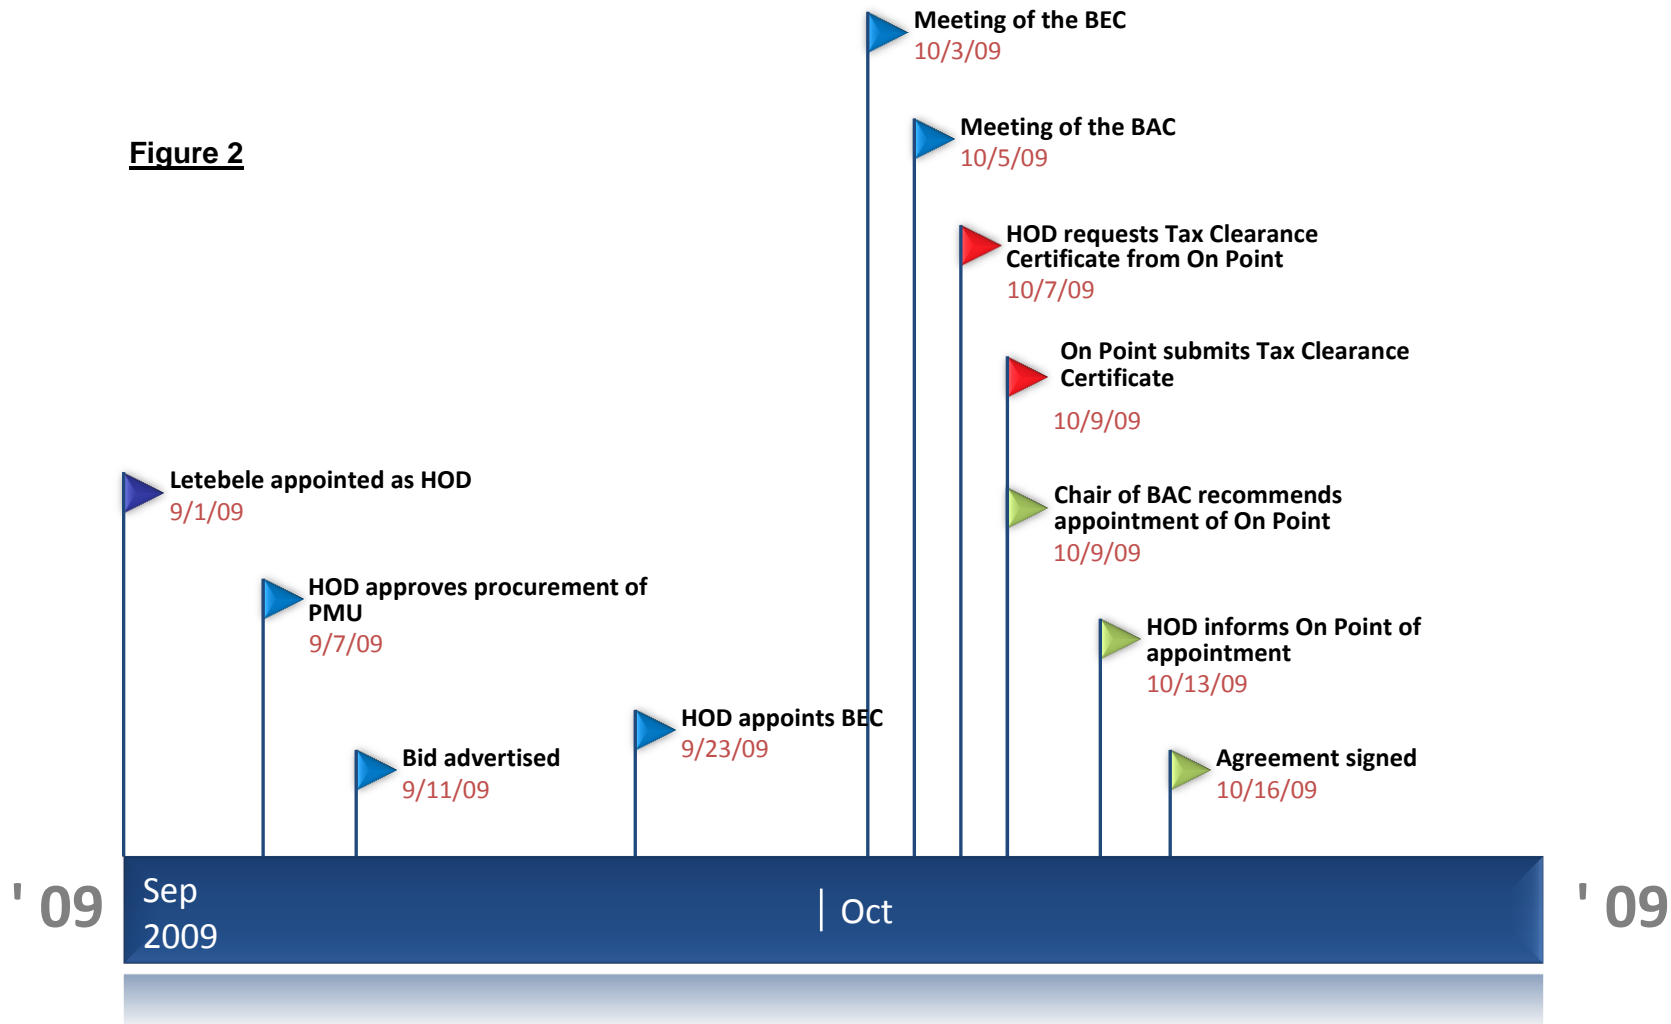 Meeting of the BEC
10/3/09
Figure 2
Meeting of the BAC
10/5/09
HOD requests Tax Clearance
Certificate from On Point
10/7/09
On Point submits Tax Clearance
Certificate
10/9/09
Letebele appointed as HOD
9/1/09
Chair of BAC recommends
appointment of On Point
10/9/09
HOD approves procurement of
PMU
9/7/09
HOD informs On Point of
appointment
10/13/09
HOD appoints BEC
9/23/09
Bid advertised
9/11/09
Agreement signed
10/16/09
' 09
Sep
2009
Oct
' 09